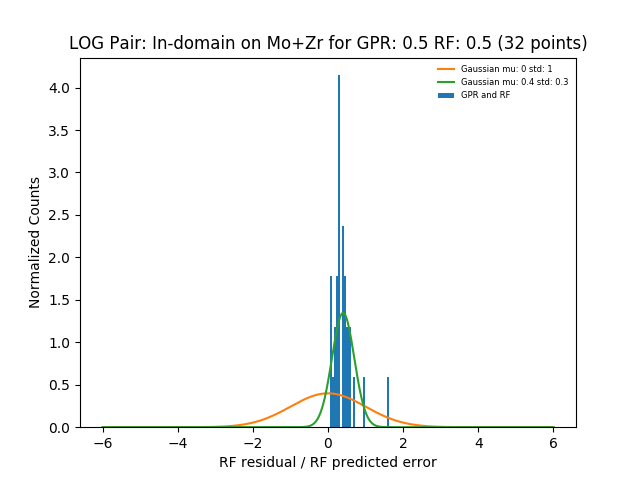 LOG Pair: In-domain on Mo+Zr for GPR: 0.5 RF: 0.5 (32 points)
Gaussian mu: 0 std: 1
Gaussian mu: 0.4 std: 0.3
GPR and RF
Normalized Counts
4.0
3.5
3.0
2.5
2.0
1.5
1.0
0.5
0.0
−6 −4 −2 0 2 4 6
RF residual / RF predicted error